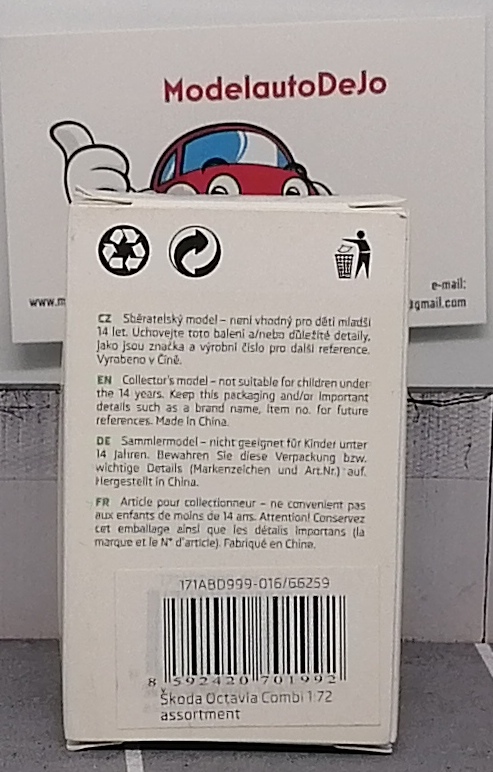 ModelautoDeJo
e-mail:
www.m
gmail.com
CZ Sběratelský model – není vhodný pro děti mladší
14 let. Uchovejte toto balení a/nebo důležité detaily,
jako jsou značka a výrobní číslo pro další reference.
Vyrobeno v Číně.
EN Collector's model – not suitable for children under
the 14 years. Keep this packaging and/or important
details such as a brand name, item no. for future
references. Made in China.
DE Sammlermodel – nicht geeignet für Kinder unter
14 Jahren. Bewahren Sie diese Verpackung bzw.
wichtige Details (Markenzeichen und Art.Nr.) auf.
Hergestellt in China.
FR Article pour collectionneur – ne convenient pas
aux enfants de moins de 14 ans. Attention! Conservez
cet emballage ainsi que les détails importans (la
marque et le N° d'article). Fabriqué en Chine.
171ABD999-016/66259
8 592420 701992
Škoda Octavia Combi 1:72
assortment